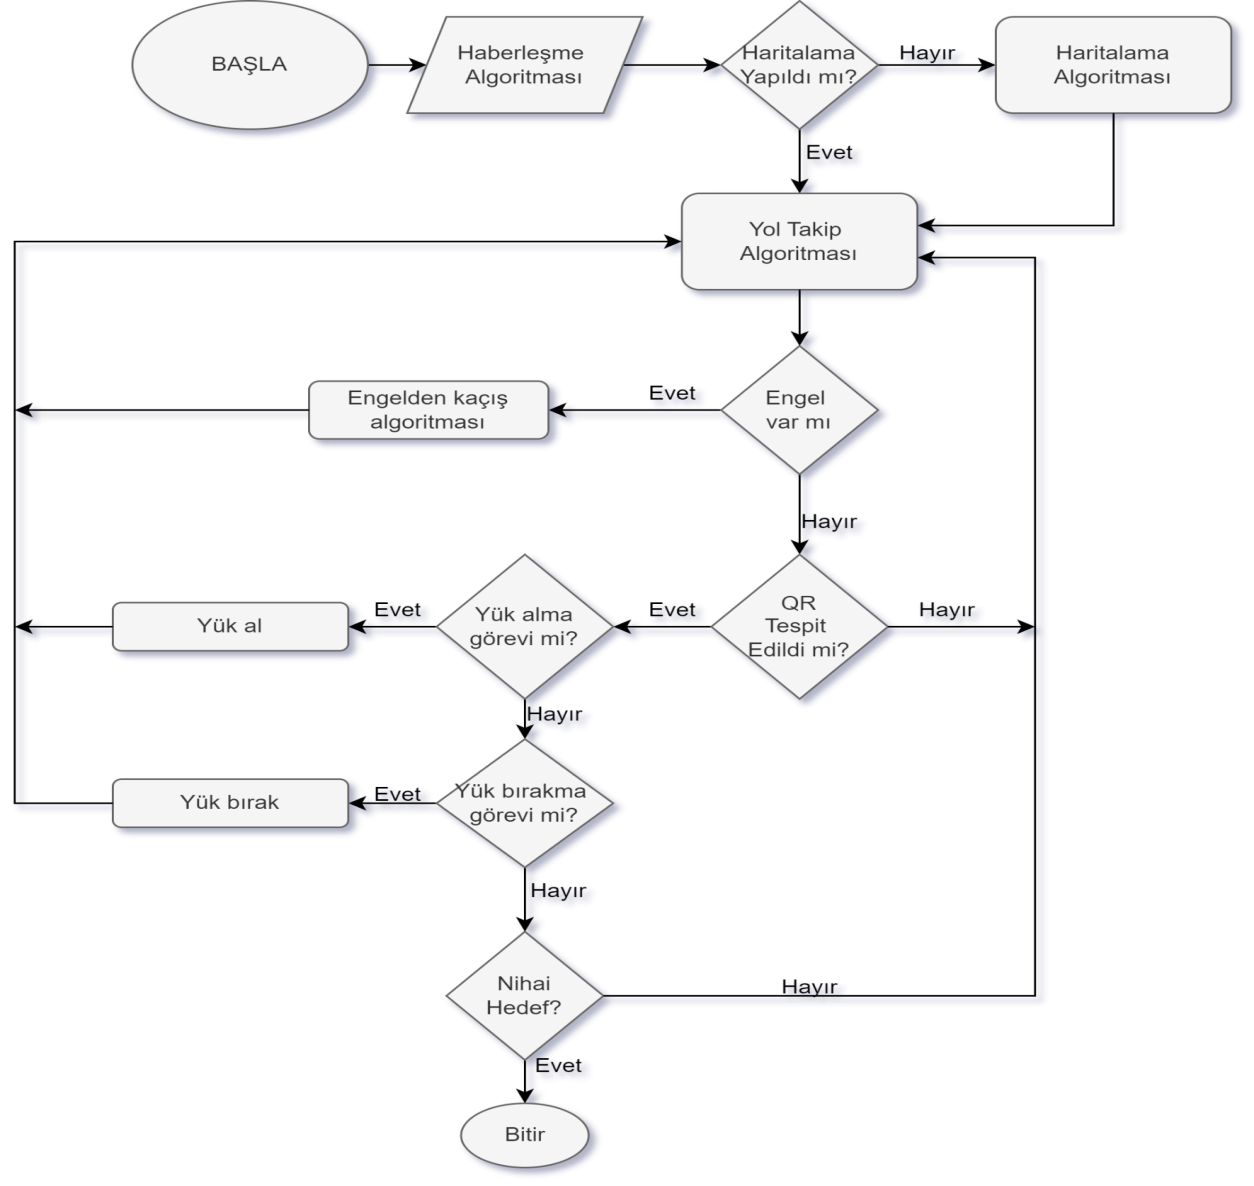 BAŞLA
Haberleşme
Algoritması
Haritalama
Yapıldı mı?
Hayır
Haritalama
Algoritması
Evet
Yol Takip
Algoritması
Engelden kaçış
algoritması
Evet
Engel
var mı
Hayır
Yük al
Evet
Yük alma
görevi mi?
Evet
QR
Tespit
Edildi mi?
Hayır
Hayır
Yük bırak
Evet
Yük bırakma
görevi mi?
Hayır
Nihai
Hedef?
Hayır
Evet
Bitir